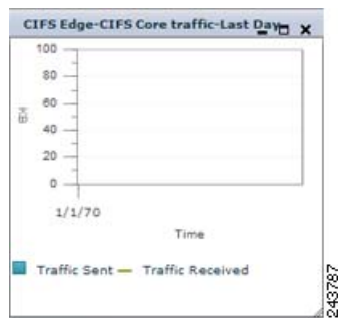 CIFS Edge-CIFS Core traffic-Last Day
100
80
60
40
20
0
KB
1/1/70
Time
Traffic Sent
Traffic Received
243787